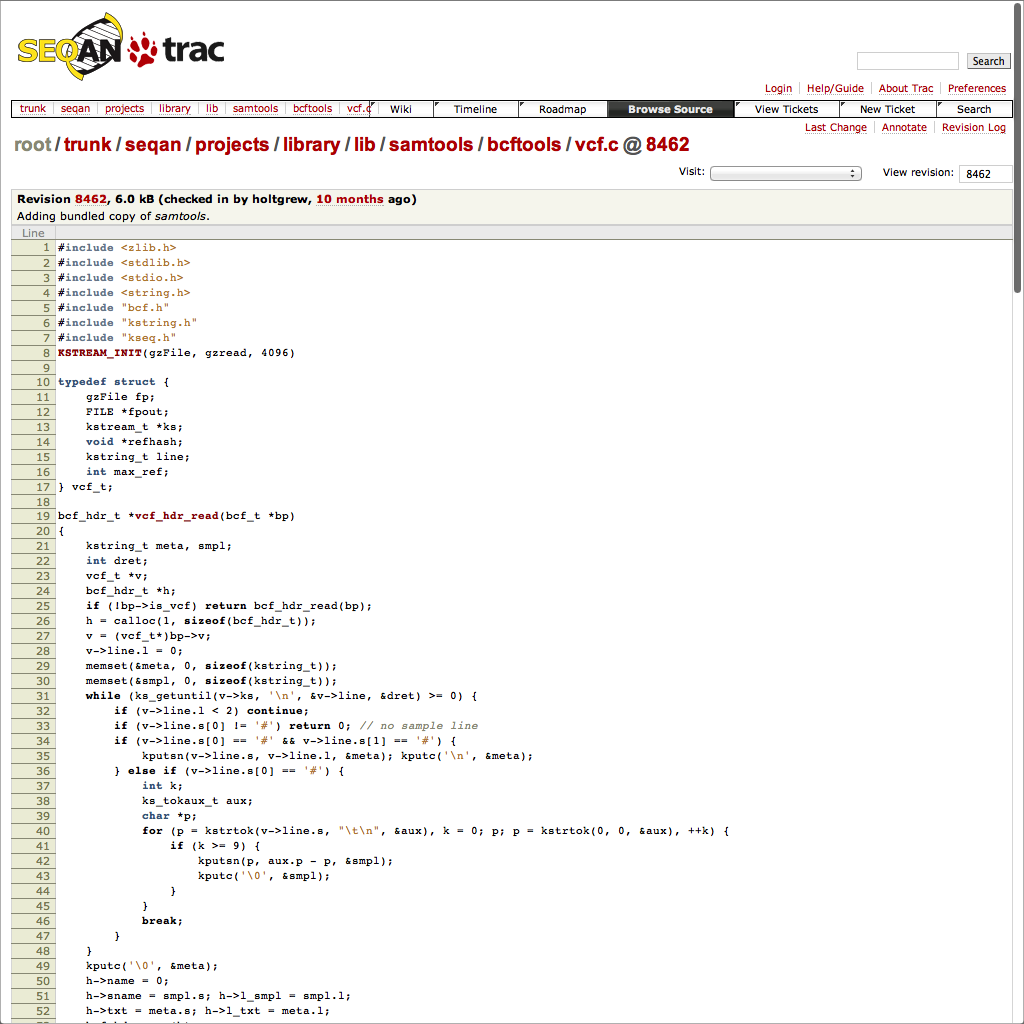 SEQAN trac
Search
Login Help/Guide About Trac Preferences
trunk seqan projects library lib samtools bcftools vcf.c Wiki Timeline Roadmap Browse Source View Tickets New Ticket Search
Last Change Annotate Revision Log
root/trunk/seqan/projects/library/lib/samtools/bcftools/vcf.c @ 8462
Visit: View revision: 8462
Revision 8462, 6.0 kB (checked in by holtgrew, 10 months ago)
Adding bundled copy of samtools.
Line
1 #include <zlib.h>
2 #include <stdlib.h>
3 #include <stdio.h>
4 #include <string.h>
5 #include "bcf.h"
6 #include "kstring.h"
7 #include "kseq.h"
8 KSTREAM_INIT(gzFile, gzread, 4096)
9
10 typedef struct {
11     gzFile fp;
12     FILE *fpout;
13     kstream_t *ks;
14     void *refhash;
15     kstring_t line;
16     int max_ref;
17 } vcf_t;
18
19 bcf_hdr_t *vcf_hdr_read(bcf_t *bp)
20 {
21     kstring_t meta, smpl;
22     int dret;
23     vcf_t *v;
24     bcf_hdr_t *h;
25     if (!bp->is_vcf) return bcf_hdr_read(bp);
26     h = calloc(1, sizeof(bcf_hdr_t));
27     v = (vcf_t*)bp->v;
28     v->line.l = 0;
29     memset(&meta, 0, sizeof(kstring_t));
30     memset(&smpl, 0, sizeof(kstring_t));
31     while (ks_getuntil(v->ks, '\n', &v->line, &dret) >= 0) {
32         if (v->line.l < 2) continue;
33         if (v->line.s[0] != '#') return 0; // no sample line
34         if (v->line.s[0] == '#' && v->line.s[1] == '#') {
35             kputsn(v->line.s, v->line.l, &meta); kputc('\n', &meta);
36         } else if (v->line.s[0] == '#') {
37             int k;
38             ks_tokaux_t aux;
39             char *p;
40             for (p = kstrtok(v->line.s, "\t\n", &aux), k = 0; p; p = kstrtok(0, 0, &aux), ++k) {
41                 if (k >= 9) {
42                     kputsn(p, aux.p - p, &smpl);
43                     kputc('\0', &smpl);
44                 }
45             }
46             break;
47         }
48     }
49     kputc('\0', &meta);
50     h->name = 0;
51     h->sname = smpl.s; h->l_smpl = smpl.l;
52     h->txt = meta.s; h->l_txt = meta.l;